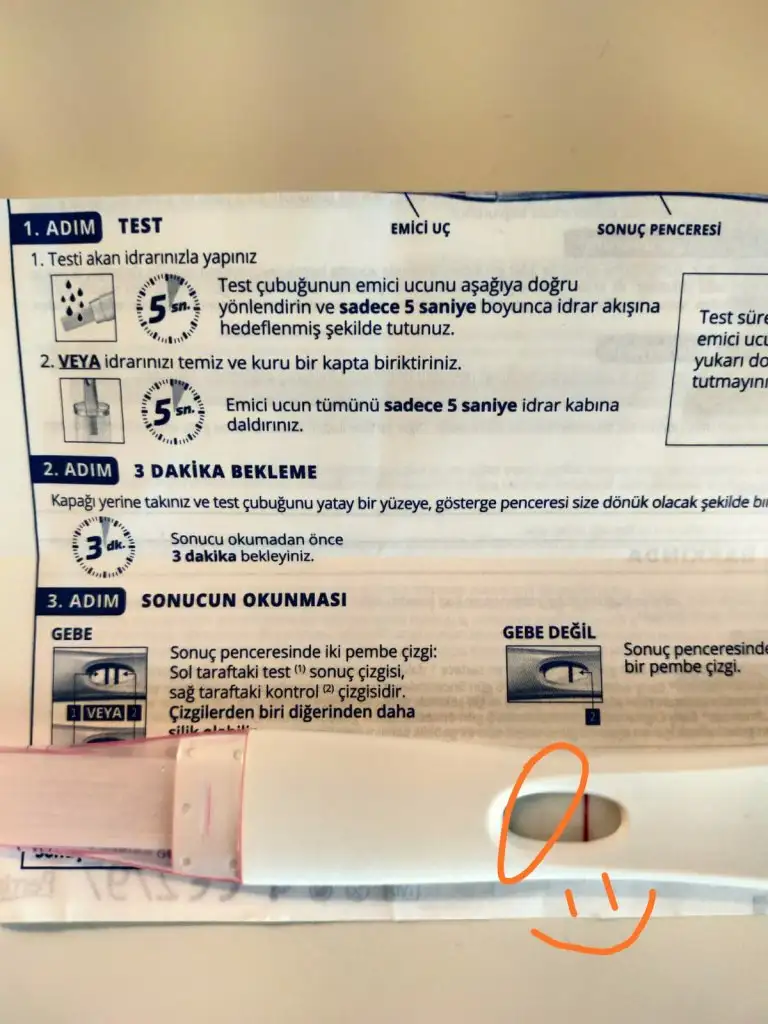 EMİCİ UÇ
SONUÇ PENCERESİ
1. ADIM TEST
1. Testi akan idrarınızla yapınız
5 sn.
Test çubuğunun emici ucunu aşağıya doğru
yönlendirin ve sadece 5 saniye boyunca idrar akışına
hedeflenmiş şekilde tutunuz.
2. VEYA idrarınızı temiz ve kuru bir kapta biriktiriniz.
5 sn.
Emici ucun tümünü sadece 5 saniye idrar kabına
daldırınız.
Test süre
emici ucu
yukarı do
tutmayın
2. ADIM 3 DAKİKA BEKLEME
Kapağı yerine takınız ve test çubuğunu yatay bir yüzeye, gösterge penceresi size dönük olacak şekilde
3 dk.
Sonucu okumadan önce
3 dakika bekleyiniz.
3. ADIM SONUCUN OKUNMASI
GEBE
1 VEYA 2
Sonuç penceresinde iki pembe çizgi:
Sol taraftaki test (1) sonuç çizgisi,
sağ taraftaki kontrol (2) çizgisidir.
Çizgilerden biri diğerinden daha
silik olabilir
GEBE DEĞİL
2
Sonuç penceresinde
bir pembe çizgi.